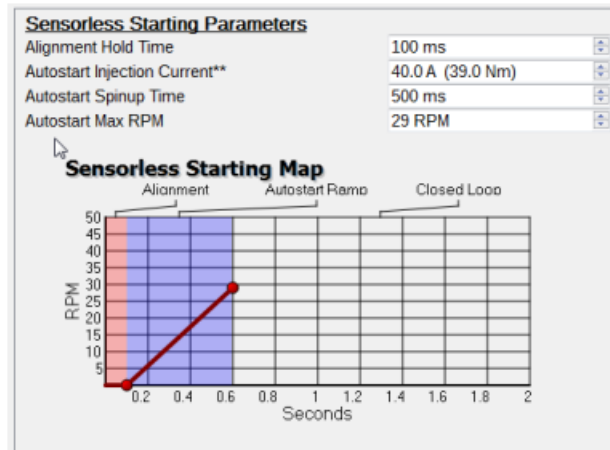 Sensorless Starting Parameters
Alignment Hold Time 100 ms
Autostart Injection Current** 40.0 A (39.0 Nm)
Autostart Spinup Time 500 ms
Autostart Max RPM 29 RPM
Sensorless Starting Map
Alignment Autostart Ramp Closed Loop
50
45
40
35
30
25
20
15
10
5
RPM
0.2 0.4 0.6 0.8 1 1.2 1.4 1.6 1.8 2
Seconds